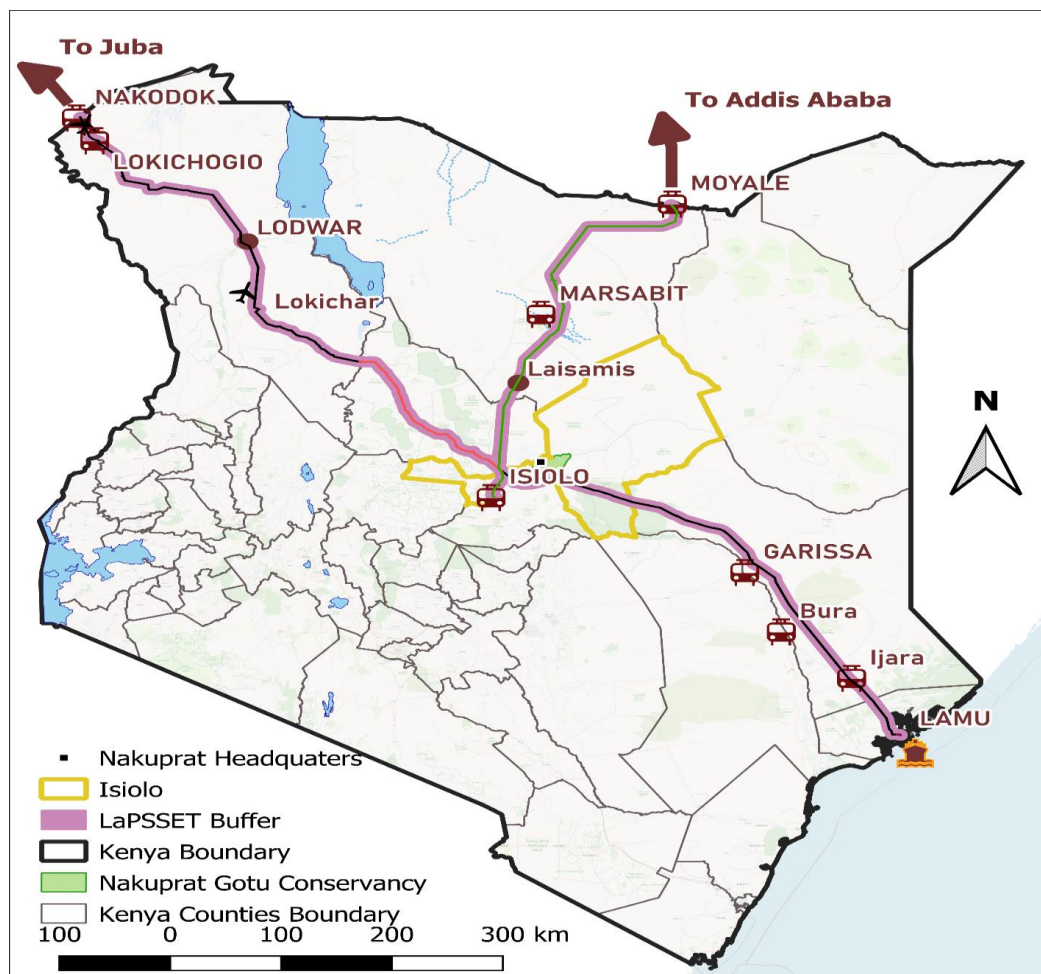 To Juba
NAKODOK
To Addis Ababa
LOKICHOGIO
MOYALE
LODWAR
Lokichar
MARSABIT
Laisamis
N
ISIOLO
GARISSA
Bura
Ijara
LAMU
Nakuprat Headquaters
Isiolo
LaPSSET Buffer
Kenya Boundary
Nakuprat Gotu Conservancy
Kenya Counties Boundary
100 0 100 200 300 km